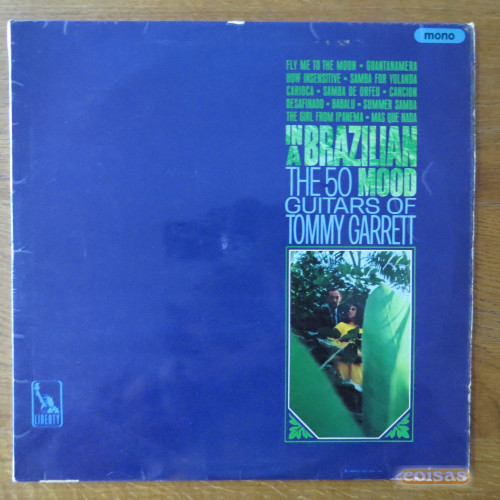 mono
FLY ME TO THE MOON • GUANTANAMERA
HOW INSENSITIVE • SAMBA FOR YOLANDA
CARIOCA • SAMBA DE ORFEU • CANCION
DESAFINADO • BABALU • SUMMER SAMBA
THE GIRL FROM IPANEMA • MAS QUE NADA
IN A BRAZILIAN
THE 50 MOOD
GUITARS OF
TOMMY GARRETT
LIBERTY
coisas